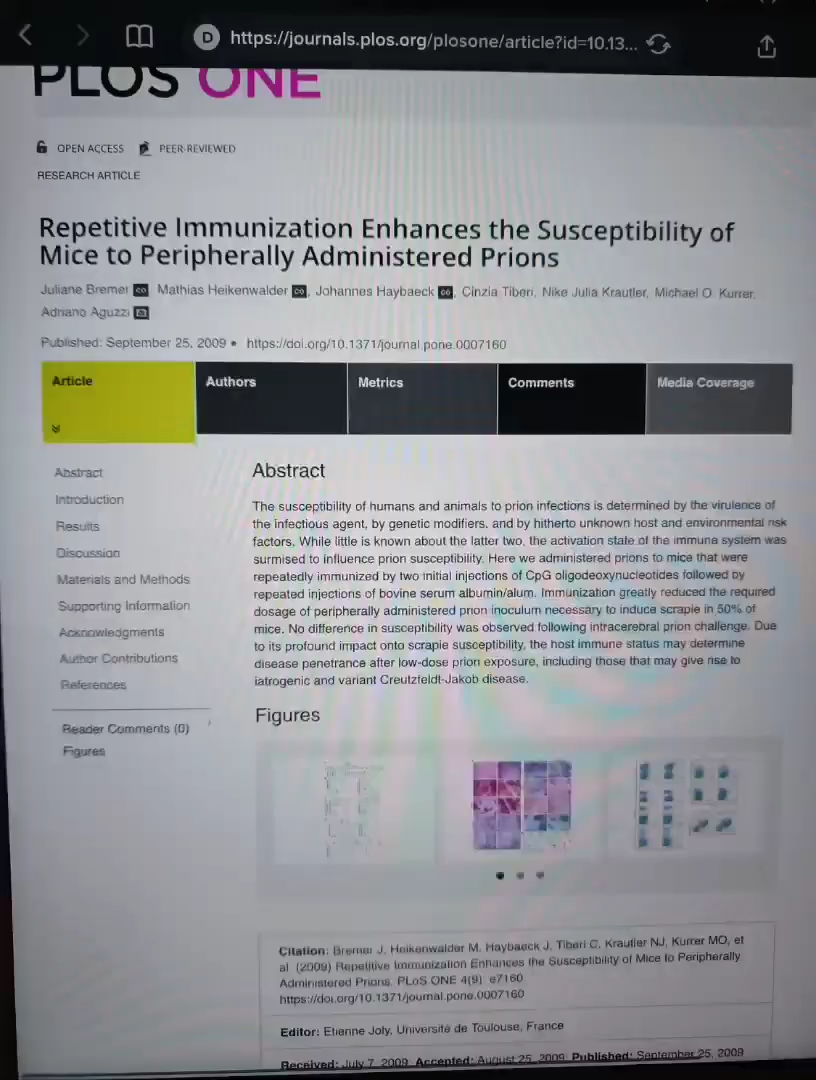 https://journals.plos.org/plosone/article?id=10.13...
PLOS ONE
OPEN ACCESS PEER-REVIEWED
RESEARCH ARTICLE
Repetitive Immunization Enhances the Susceptibility of
Mice to Peripherally Administered Prions
Juliane Bremer co, Mathias Heikenwalder co, Johannes Haybaeck co, Cinzia Tiberi, Nike Julia Krautler, Michael O. Kurrer,
Adriano Aguzzi
Published: September 25, 2009 • https://doi.org/10.1371/journal.pone.0007160
Article
Authors
Metrics
Comments
Media Coverage
Abstract
Introduction
Results
Discussion
Materials and Methods
Supporting Information
Acknowledgments
Author Contributions
References
Reader Comments (0)
Figures
Abstract
The susceptibility of humans and animals to prion infections is determined by the virulence of
the infectious agent, by genetic modifiers, and by hitherto unknown host and environmental risk
factors. While little is known about the latter two, the activation state of the immune system was
surmised to influence prion susceptibility. Here we administered prions to mice that were
repeatedly immunized by two initial injections of CpG oligodeoxynucleotides followed by
repeated injections of bovine serum albumin/alum. Immunization greatly reduced the required
dosage of peripherally administered prion inoculum necessary to induce scrapie in 50% of
mice. No difference in susceptibility was observed following intracerebral prion challenge. Due
to its profound impact onto scrapie susceptibility, the host immune status may determine
disease penetrance after low-dose prion exposure, including those that may give rise to
iatrogenic and variant Creutzfeldt-Jakob disease.
Figures
Citation: Bremer J, Heikenwalder M, Haybaeck J, Tiberi C, Krautler NJ, Kurrer MO, et
al. (2009) Repetitive Immunization Enhances the Susceptibility of Mice to Peripherally
Administered Prions. PLoS ONE 4(9): e7160.
https://doi.org/10.1371/journal.pone.0007160
Editor: Etienne Joly, Université de Toulouse, France
Received: July 7, 2009; Accepted: August 25, 2009; Published: September 25, 2009